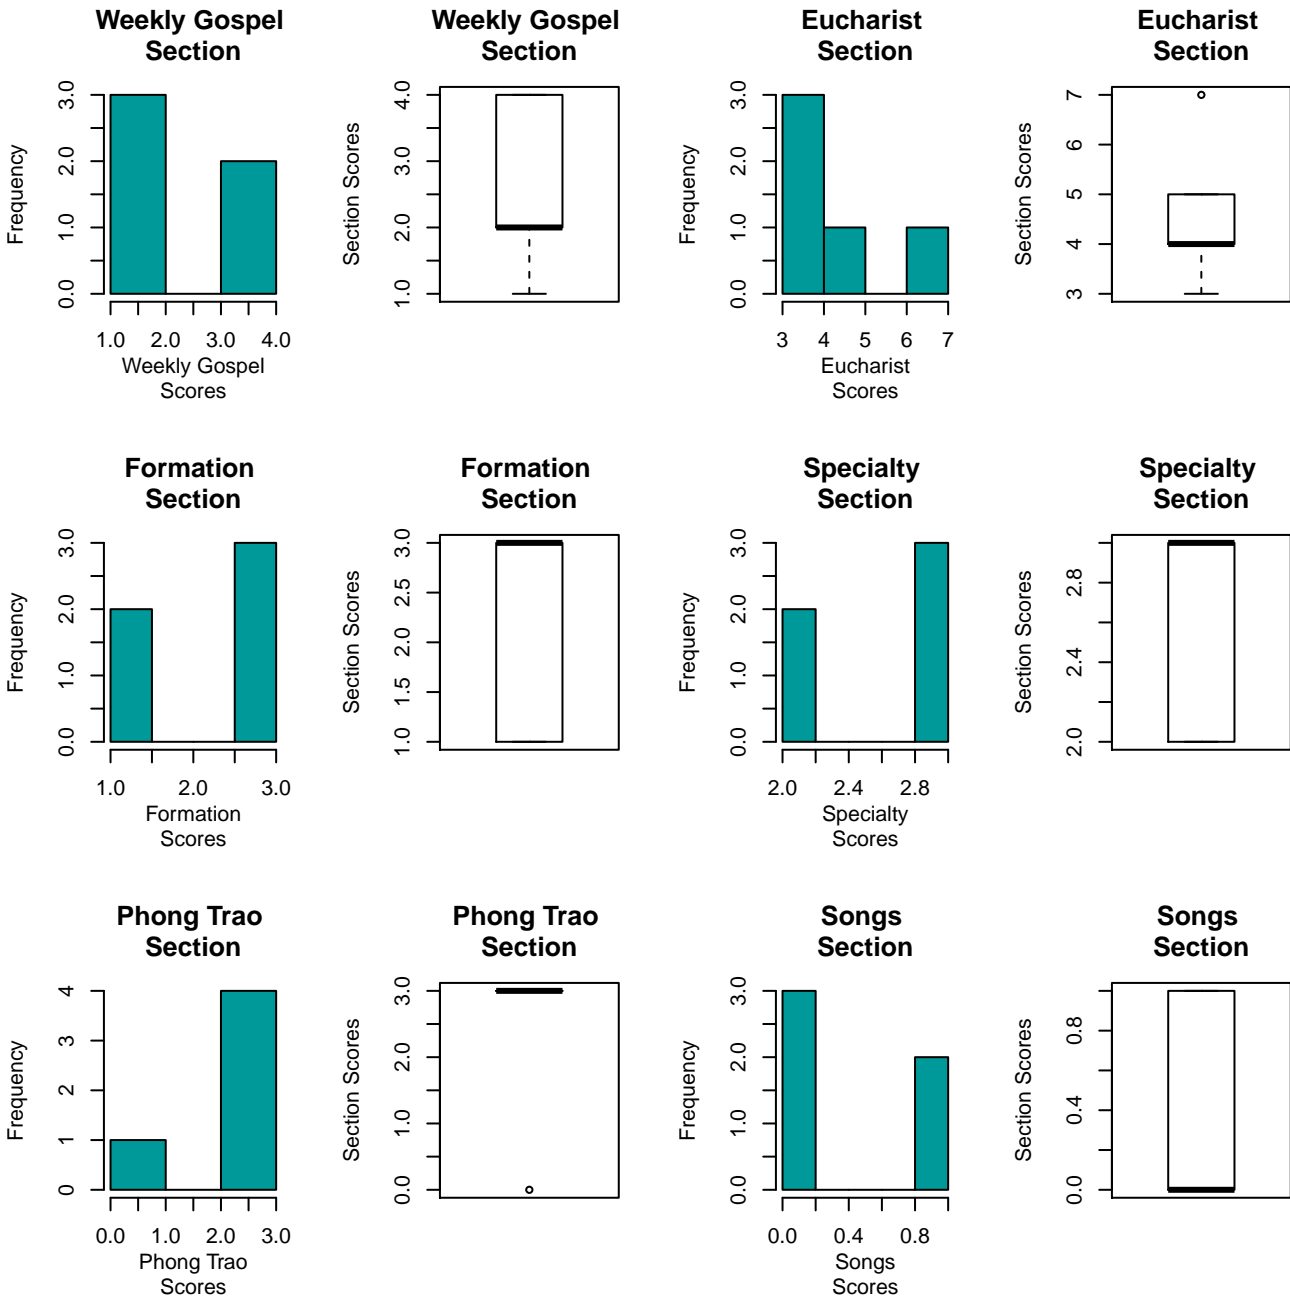 Weekly Gospel
Section
Frequency
0.0 1.0 2.0 3.0
1.0 2.0 3.0 4.0
Weekly Gospel
Scores
Weekly Gospel
Section
Section Scores
1.0 2.0 3.0 4.0
Eucharist
Section
Frequency
0.0 1.0 2.0 3.0
3 4 5 6 7
Eucharist
Scores
Eucharist
Section
3 4 5 6 7
Section Scores
Formation
Section
Frequency
0.0 1.0 2.0 3.0
1.0 2.0 3.0
Formation
Scores
Formation
Section
Section Scores
1.0 1.5 2.0 2.5 3.0
Specialty
Section
Frequency
0.0 1.0 2.0 3.0
2.0 2.4 2.8
Specialty
Scores
Specialty
Section
Section Scores
2.0 2.4 2.8
Phong Trao
Section
Frequency
0 1 2 3 4
0.0 1.0 2.0 3.0
Phong Trao
Scores
Phong Trao
Section
Section Scores
0.0 1.0 2.0 3.0
Songs
Section
Frequency
0.0 1.0 2.0 3.0
0.0 0.4 0.8
Songs
Scores
Songs
Section
Section Scores
0.0 0.4 0.8